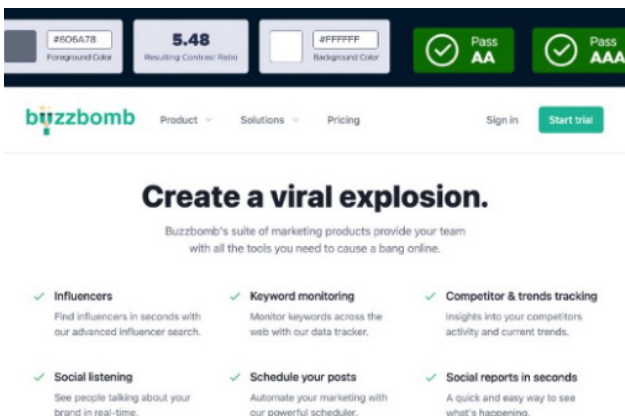 #606A78
Foreground Color
5.48
Resulting Contrast Ratio
#FFFFFF
Background Color
Pass
AA
Pass
AAA
buzzbomb
Product
Solutions
Pricing
Sign in
Start trial
Create a viral explosion.
Buzzbomb's suite of marketing products provide your team
with all the tools you need to cause a bang online.
Influencers
Find influencers in seconds with
our advanced influencer search.
Keyword monitoring
Monitor keywords across the
web with our data tracker.
Competitor & trends tracking
Insights into your competitors
activity and current trends.
Social listening
See people talking about your
brand in real-time.
Schedule your posts
Automate your marketing with
our powerful scheduler.
Social reports in seconds
A quick and easy way to see
what's happening.